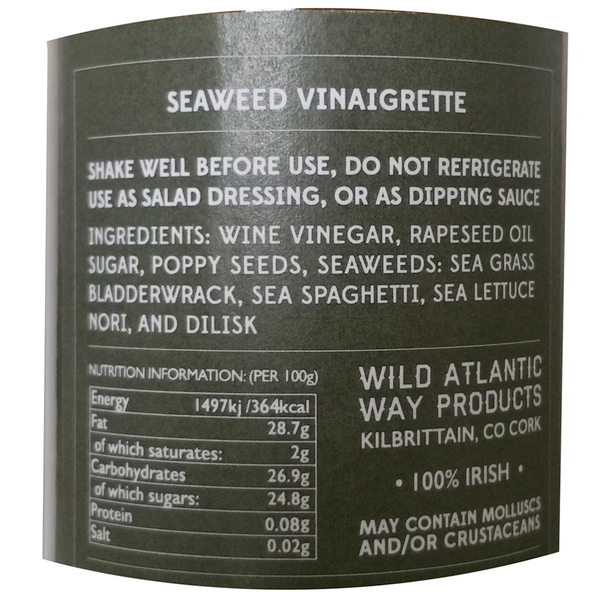 SEAWEED VINAIGRETTE
SHAKE WELL BEFORE USE, DO NOT REFRIGERATE
USE AS SALAD DRESSING, OR AS DIPPING SAUCE
INGREDIENTS: WINE VINEGAR, RAPESEED OIL
SUGAR, POPPY SEEDS, SEAWEEDS: SEA GRASS
BLADDERWRACK, SEA SPAGHETTI, SEA LETTUCE
NORI, AND DILISK
NUTRITION INFORMATION: (PER 100g)
Energy 1497kj /364kcal
Fat 28.7g
of which saturates: 2g
Carbohydrates 26.9g
of which sugars: 24.8g
Protein 0.08g
Salt 0.02g
WILD ATLANTIC
WAY PRODUCTS
KILBRITTAIN, CO CORK
• 100% IRISH •
MAY CONTAIN MOLLUSCS
AND/OR CRUSTACEANS